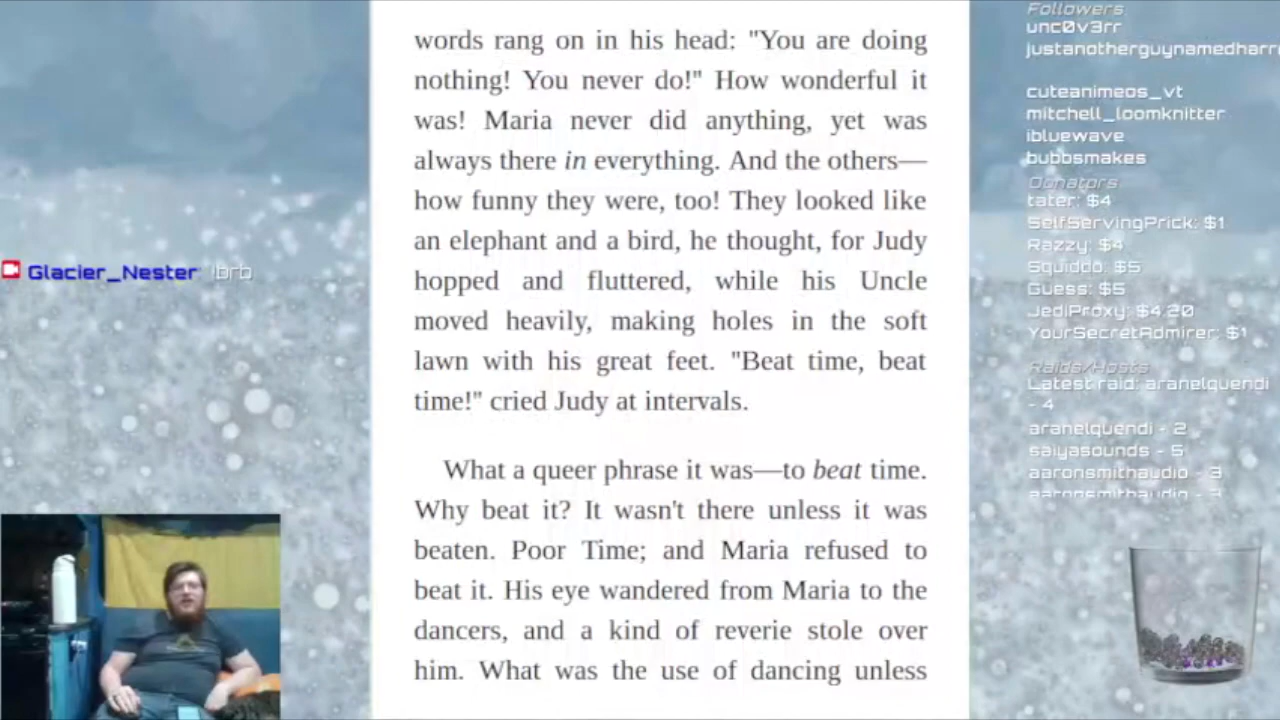 words rang on in his head: "You are doing
nothing! You never do!" How wonderful it
was! Maria never did anything, yet was
always there in everything. And the others—
how funny they were, too! They looked like
an elephant and a bird, he thought, for Judy
hopped and fluttered, while his Uncle
moved heavily, making holes in the soft
lawn with his great feet. "Beat time, beat
time!" cried Judy at intervals.
What a queer phrase it was—to beat time.
Why beat it? It wasn't there unless it was
beaten. Poor Time; and Maria refused to
beat it. His eye wandered from Maria to the
dancers, and a kind of reverie stole over
him. What was the use of dancing unless
Glacier_Nester: !brb
Followers
unc0v3rr
justanotherguynamedharr
cuteanimeos_vt
mitchell_loomknitter
ibluewave
bubbsmakes
Donators
tater: $4
SelfServingPrick: $1
Razzy: $4
Squiddo: $5
Guess: $5
JediProxy: $4.20
YourSecretAdmirer: $1
Raids/Hosts
Latest raid: aranelquendi
- 4
aranelquendi - 2
saiyasounds - 5
aaronsmithaudio - 3
aaronsmithaudio - 3